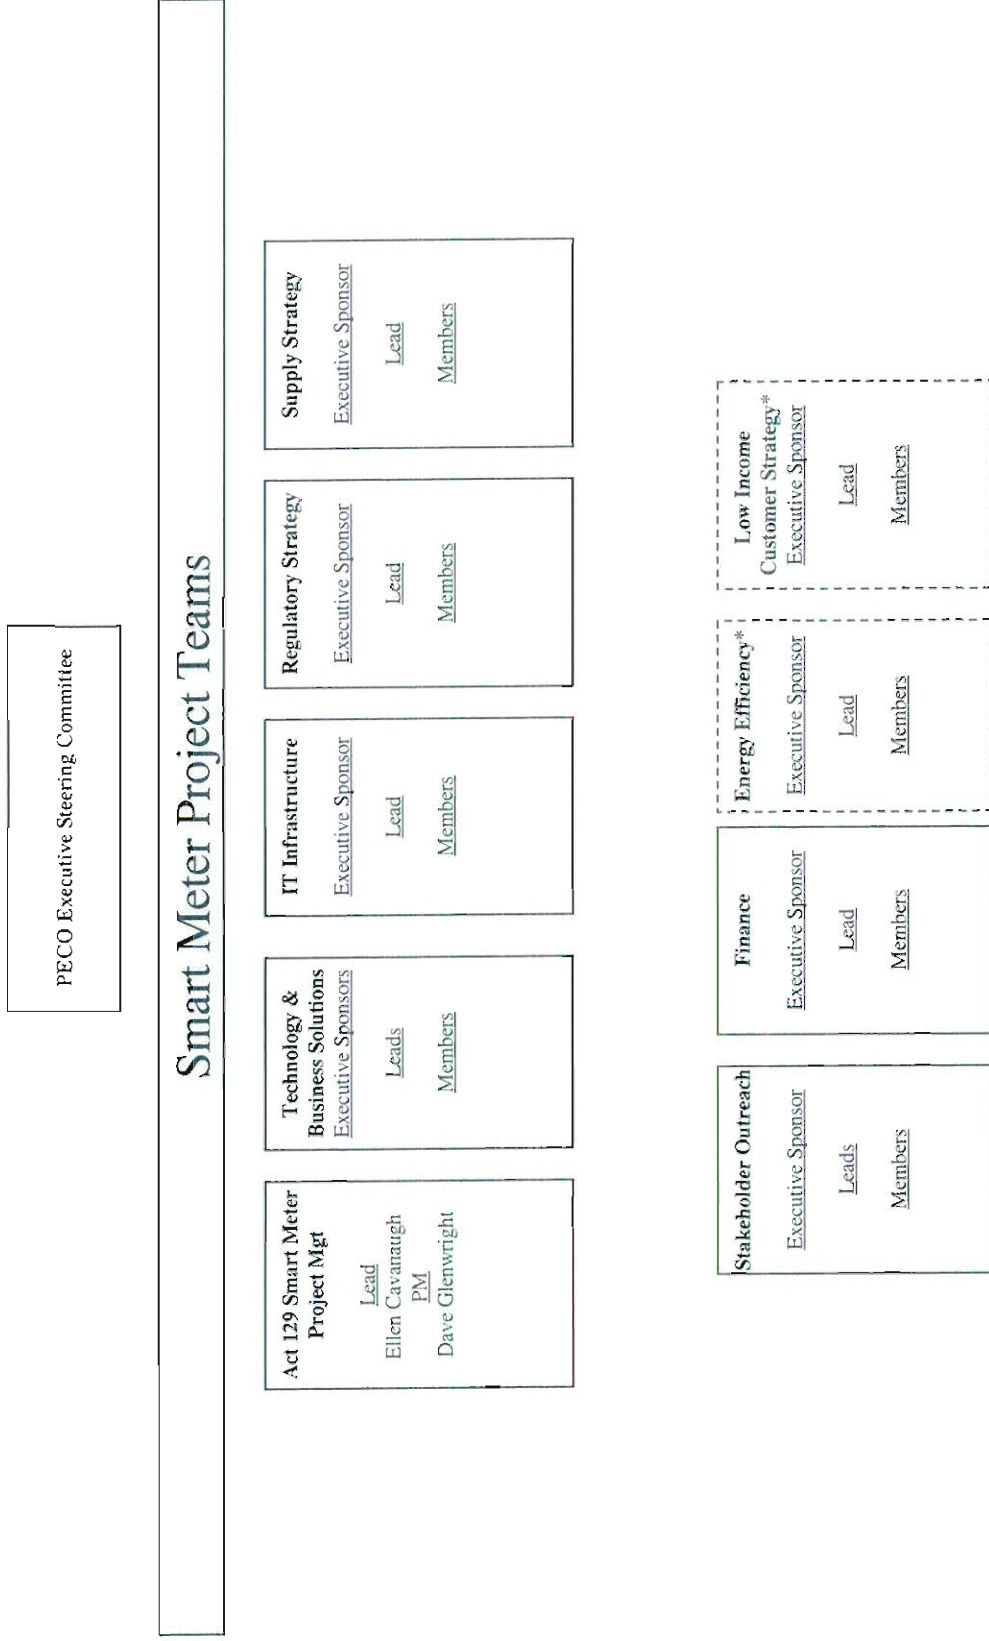 PECO Executive Steering Committee
Smart Meter Project Teams
Act 129 Smart Meter
Project Mgt
Lead
Ellen Cavanaugh
PM
Dave Glenwright
Technology &
Business Solutions
Executive Sponsors
Leads
Members
IT Infrastructure
Executive Sponsor
Lead
Members
Regulatory Strategy
Executive Sponsor
Lead
Members
Supply Strategy
Executive Sponsor
Lead
Members
Stakeholder Outreach
Executive Sponsor
Leads
Members
Finance
Executive Sponsor
Lead
Members
Energy Efficiency*
Executive Sponsor
Lead
Members
Low Income
Customer Strategy*
Executive Sponsor
Lead
Members